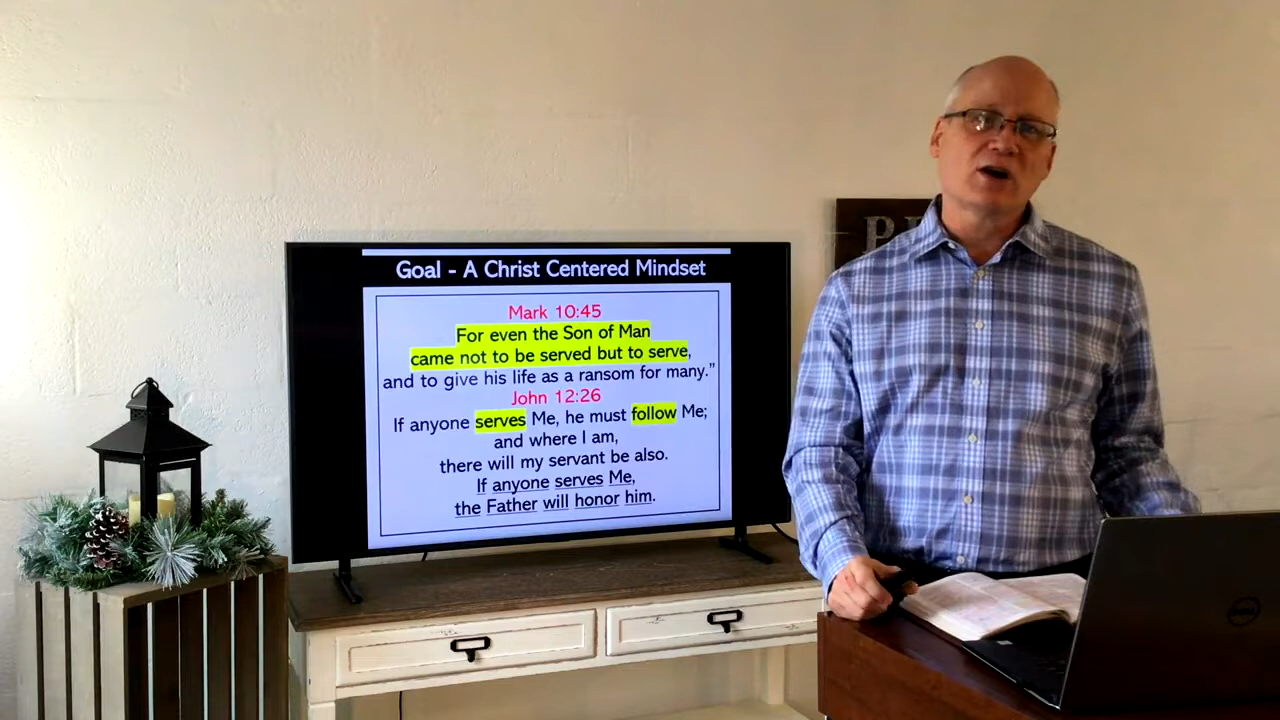 Goal - A Christ Centered Mindset
Mark 10:45
For even the Son of Man
came not to be served but to serve,
and to give his life as a ransom for many.”
John 12:26
If anyone serves Me, he must follow Me;
and where I am,
there will my servant be also.
If anyone serves Me,
the Father will honor him.
DELL